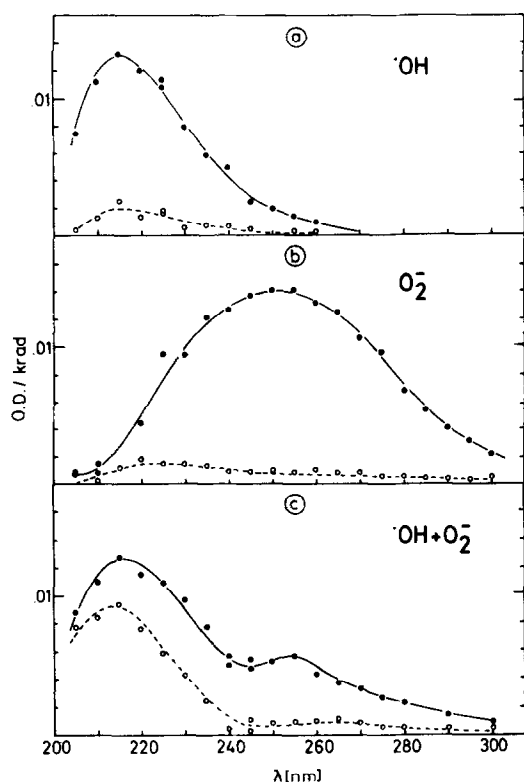 ⓐ
·OH
.01
ⓑ
O₂⁻
.01
O.D./ krad
ⓒ
·OH+O₂⁻
.01
200 220 240 260 280 300
λ[nm]